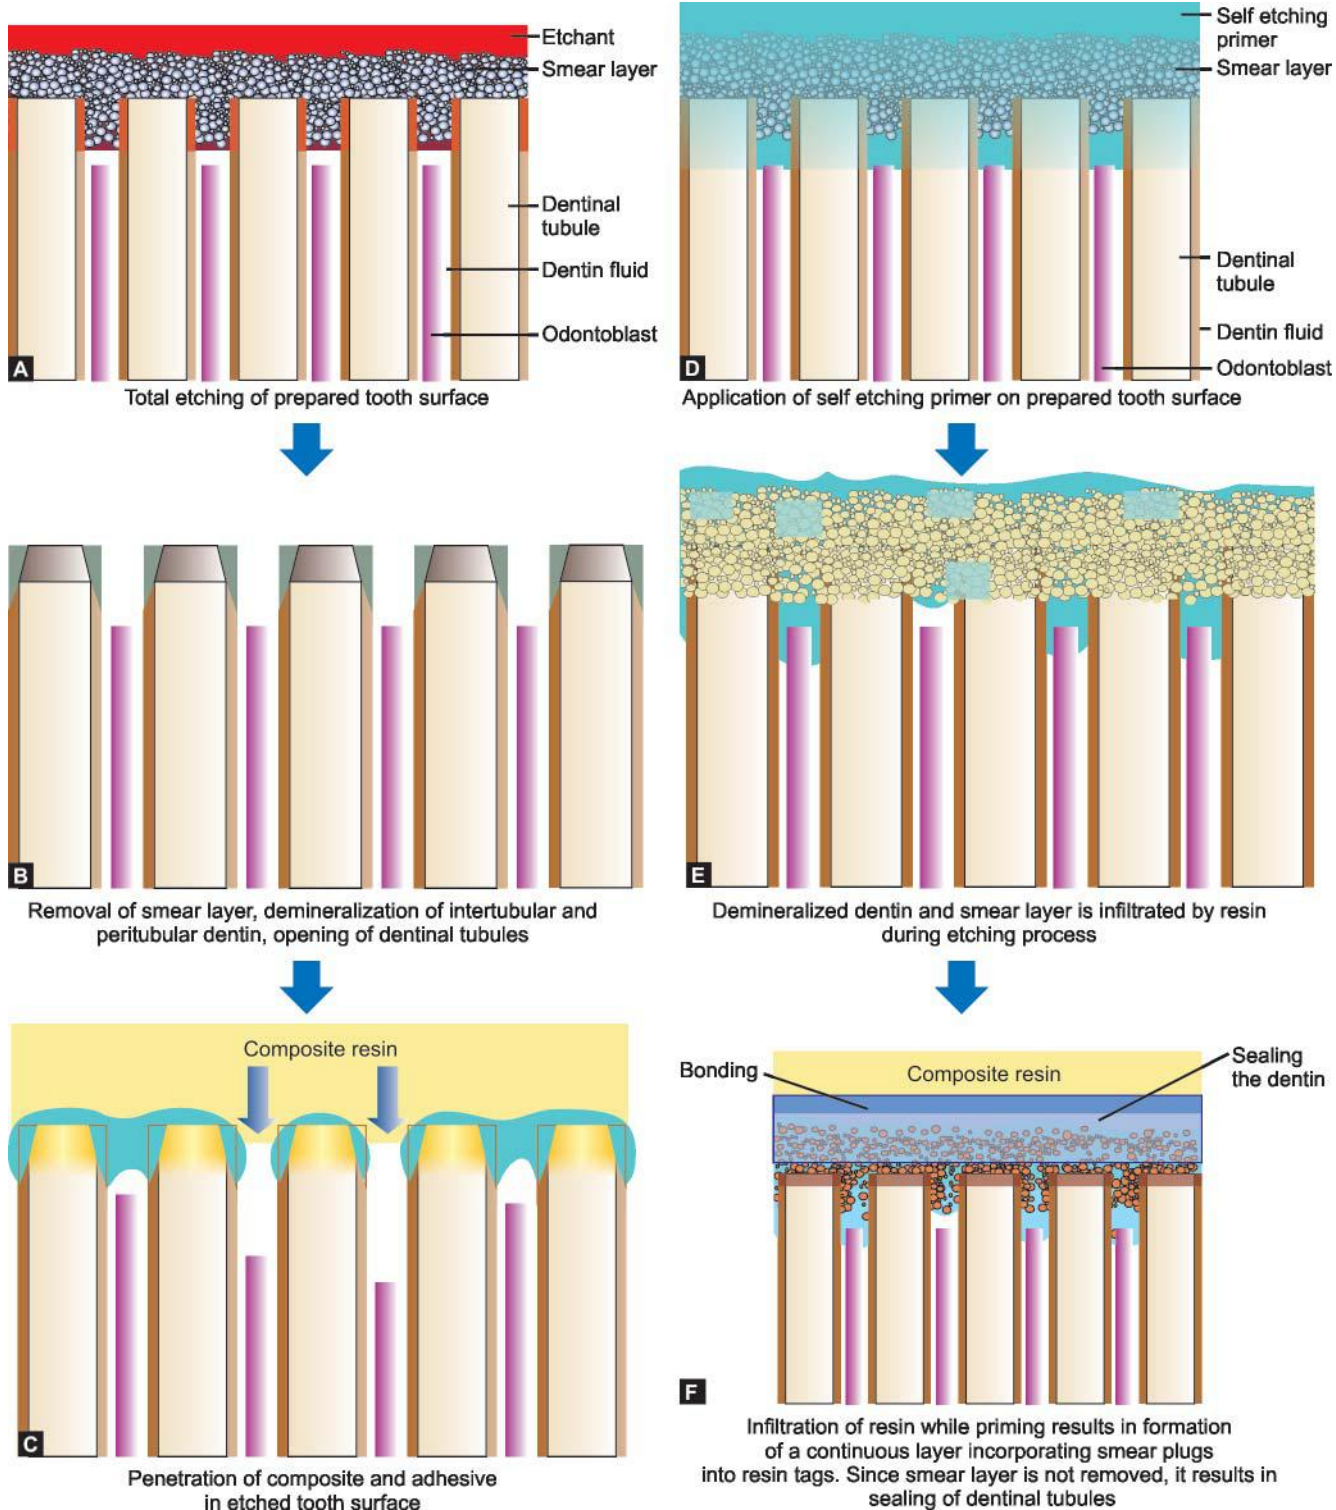 Etchant
Smear layer
Dentinal
tubule
Dentin fluid
Odontoblast
A
Total etching of prepared tooth surface
B
Removal of smear layer, demineralization of intertubular and
peritubular dentin, opening of dentinal tubules
Composite resin
C
Penetration of composite and adhesive
in etched tooth surface
Self etching
primer
Smear layer
Dentinal
tubule
Dentin fluid
Odontoblast
D
Application of self etching primer on prepared tooth surface
E
Demineralized dentin and smear layer is infiltrated by resin
during etching process
Bonding
Composite resin
Sealing
the dentin
F
Infiltration of resin while priming results in formation
of a continuous layer incorporating smear plugs
into resin tags. Since smear layer is not removed, it results in
sealing of dentinal tubules